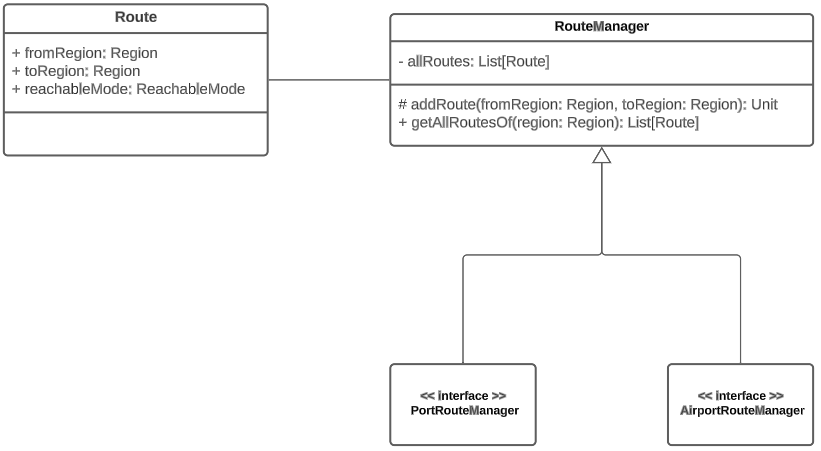 Route
+ fromRegion: Region
+ toRegion: Region
+ reachableMode: ReachableMode
RouteManager
- allRoutes: List[Route]
# addRoute(fromRegion: Region, toRegion: Region): Unit
+ getAllRoutesOf(region: Region): List[Route]
<< interface >>
PortRouteManager
<< interface >>
AirportRouteManager